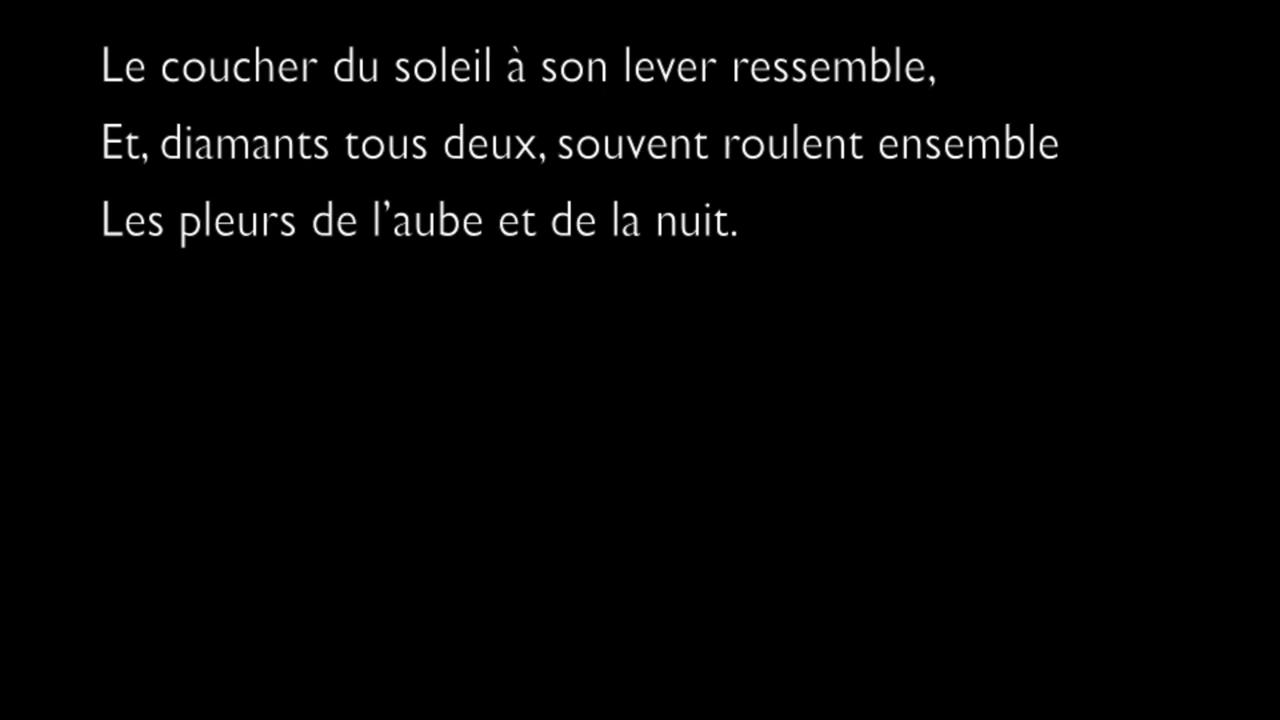 Le coucher du soleil à son lever ressemble,
Et, diamants tous deux, souvent roulent ensemble
Les pleurs de l’aube et de la nuit.